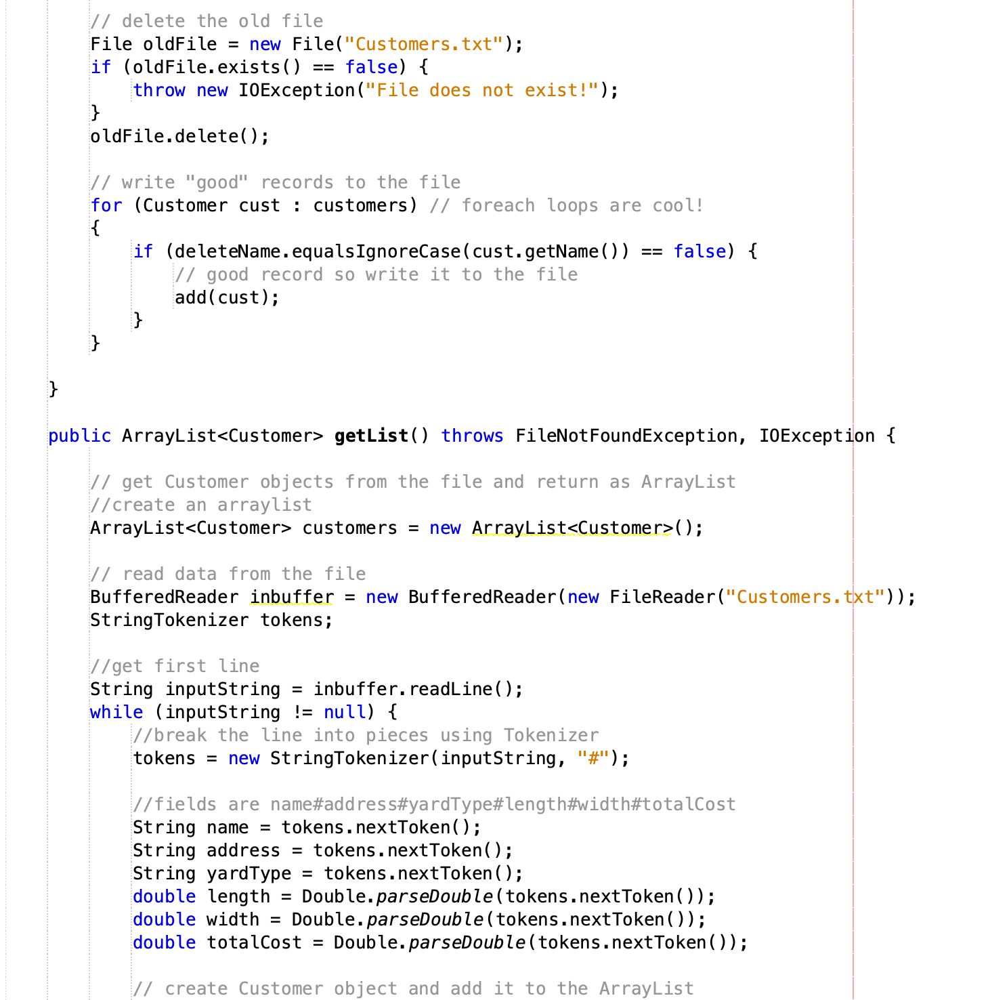 // delete the old file
File oldFile = new File("Customers.txt");
if (oldFile.exists() == false) {
throw new IOException("File does not exist!");
}
oldFile.delete();
// write "good" records to the file
for (Customer cust : customers) // foreach loops are cool!
{
if (deleteName.equalsIgnoreCase(cust.getName()) == false) {
// good record so write it to the file
add(cust);
}
}
}
public ArrayList<Customer> getList() throws FileNotFoundException, IOException {
// get Customer objects from the file and return as ArrayList
//create an arraylist
ArrayList<Customer> customers = new ArrayList<Customer>();
// read data from the file
BufferedReader inbuffer = new BufferedReader(new FileReader("Customers.txt"));
StringTokenizer tokens;
//get first line
String inputString = inbuffer.readLine();
while (inputString != null) {
//break the line into pieces using Tokenizer
tokens = new StringTokenizer(inputString, "#");
//fields are name#address#yardType#length#width#totalCost
String name = tokens.nextToken();
String address = tokens.nextToken();
String yardType = tokens.nextToken();
double length = Double.parseDouble(tokens.nextToken());
double width = Double.parseDouble(tokens.nextToken());
double totalCost = Double.parseDouble(tokens.nextToken());
// create Customer object and add it to the ArrayList